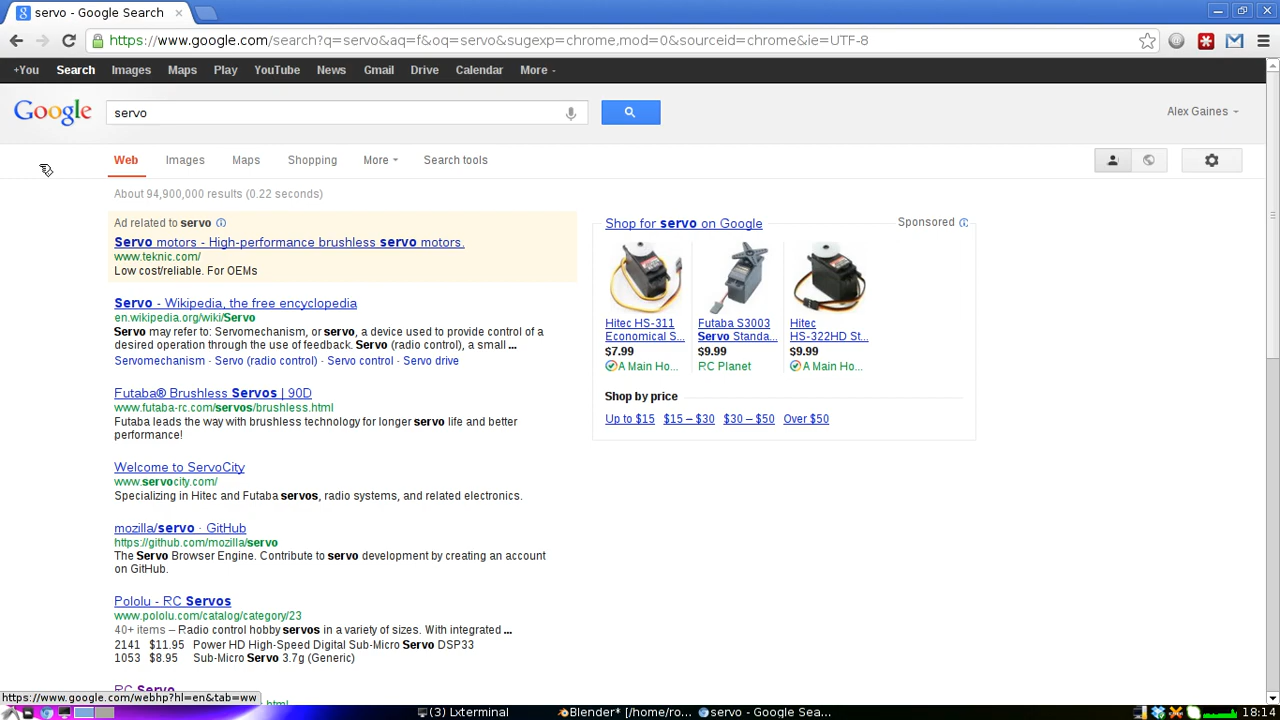 servo - Google Search
https://www.google.com/search?q=servo&aq=f&oq=servo&sugexp=chrome,mod=0&sourceid=chrome&ie=UTF-8
+You Search Images Maps Play YouTube News Gmail Drive Calendar More
Google servo Alex Gaines
Web Images Maps Shopping More Search tools
About 94,900,000 results (0.22 seconds)
Ad related to servo
Servo motors - High-performance brushless servo motors.
www.teknic.com/
Low cost/reliable. For OEMs
Servo - Wikipedia, the free encyclopedia
en.wikipedia.org/wiki/Servo
Servo may refer to: Servomechanism, or servo, a device used to provide control of a
desired operation through the use of feedback. Servo (radio control), a small ...
Servomechanism - Servo (radio control) - Servo control - Servo drive
Futaba® Brushless Servos | 90D
www.futaba-rc.com/servos/brushless.html
Futaba leads the way with brushless technology for longer servo life and better
performance!
Welcome to ServoCity
www.servocity.com/
Specializing in Hitec and Futaba servos, radio systems, and related electronics.
mozilla/servo · GitHub
https://github.com/mozilla/servo
The Servo Browser Engine. Contribute to servo development by creating an account
on GitHub.
Pololu - RC Servos
www.pololu.com/catalog/category/23
40+ items – Radio control hobby servos in a variety of sizes. With integrated ...
2141 $11.95 Power HD High-Speed Digital Sub-Micro Servo DSP33
1053 $8.95 Sub-Micro Servo 3.7g (Generic)
RC Servo
Shop for servo on Google Sponsored
Hitec HS-311
Economical S...
$7.99
A Main Ho...
Futaba S3003
Servo Standa...
$9.99
RC Planet
Hitec
HS-322HD St...
$9.99
A Main Ho...
Shop by price
Up to $15 $15 – $30 $30 – $50 Over $50
https://www.google.com/webhp?hl=en&tab=ww
(3) Lxterminal Blender* [/home/ro... servo - Google Sea... 18:14